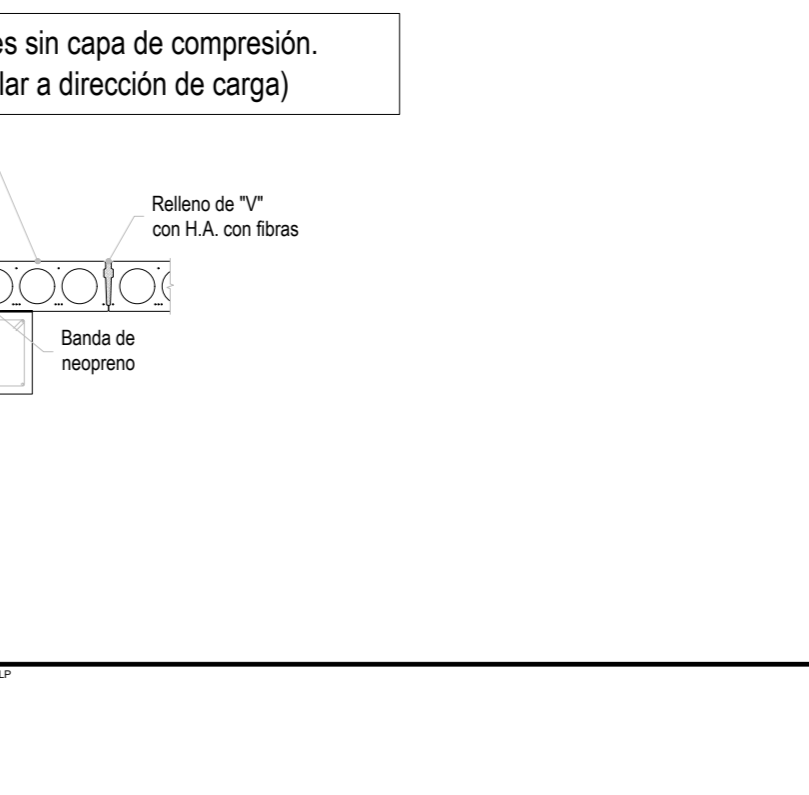 es sin capa de compresión.
lar a dirección de carga)
Relleno de "V"
con H.A. con fibras
Banda de
neopreno
LP